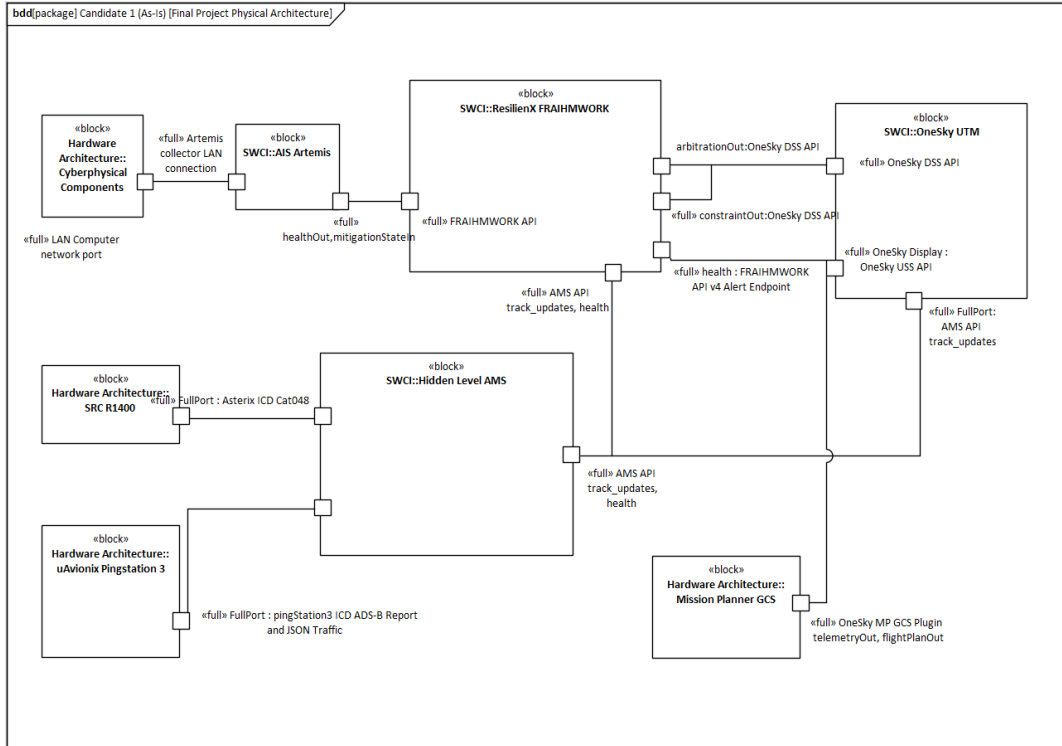 bdd[package] Candidate 1 (As-Is) [Final Project Physical Architecture]
«block»
Hardware
Architecture::
Cyberphysical
Components
«full» LAN Computer
network port
«full» Artemis
collector LAN
connection
«block»
SWCI::AIS Artemis
«full»
healthOut,mitigationStateIn
«block»
SWCI::ResilienX FRAIHMWORK
«full» FRAIHMWORK API
arbitrationOut:OneSky DSS API
«full» constraintOut:OneSky DSS API
«full» health : FRAIHMWORK
API v4 Alert Endpoint
«full» AMS API
track_updates, health
«block»
SWCI::OneSky UTM
«full» OneSky DSS API
«full» OneSky Display :
OneSky USS API
«full» FullPort:
AMS API
track_updates
«block»
Hardware Architecture::
SRC R1400
«full» FullPort : Asterix ICD Cat048
«block»
SWCI::Hidden Level AMS
«full» AMS API
track_updates,
health
«block»
Hardware Architecture::
uAvionix Pingstation 3
«full» FullPort : pingStation3 ICD ADS-B Report
and JSON Traffic
«block»
Hardware Architecture::
Mission Planner GCS
«full» OneSky MP GCS Plugin
telemetryOut, flightPlanOut